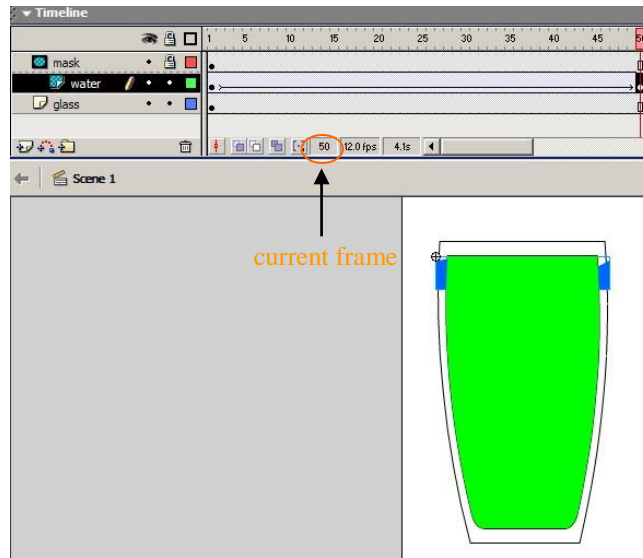 Timeline
1 5 10 15 20 25 30 35 40 45 50
mask
water
glass
50 12.0 fps 4.1s
Scene 1
current frame